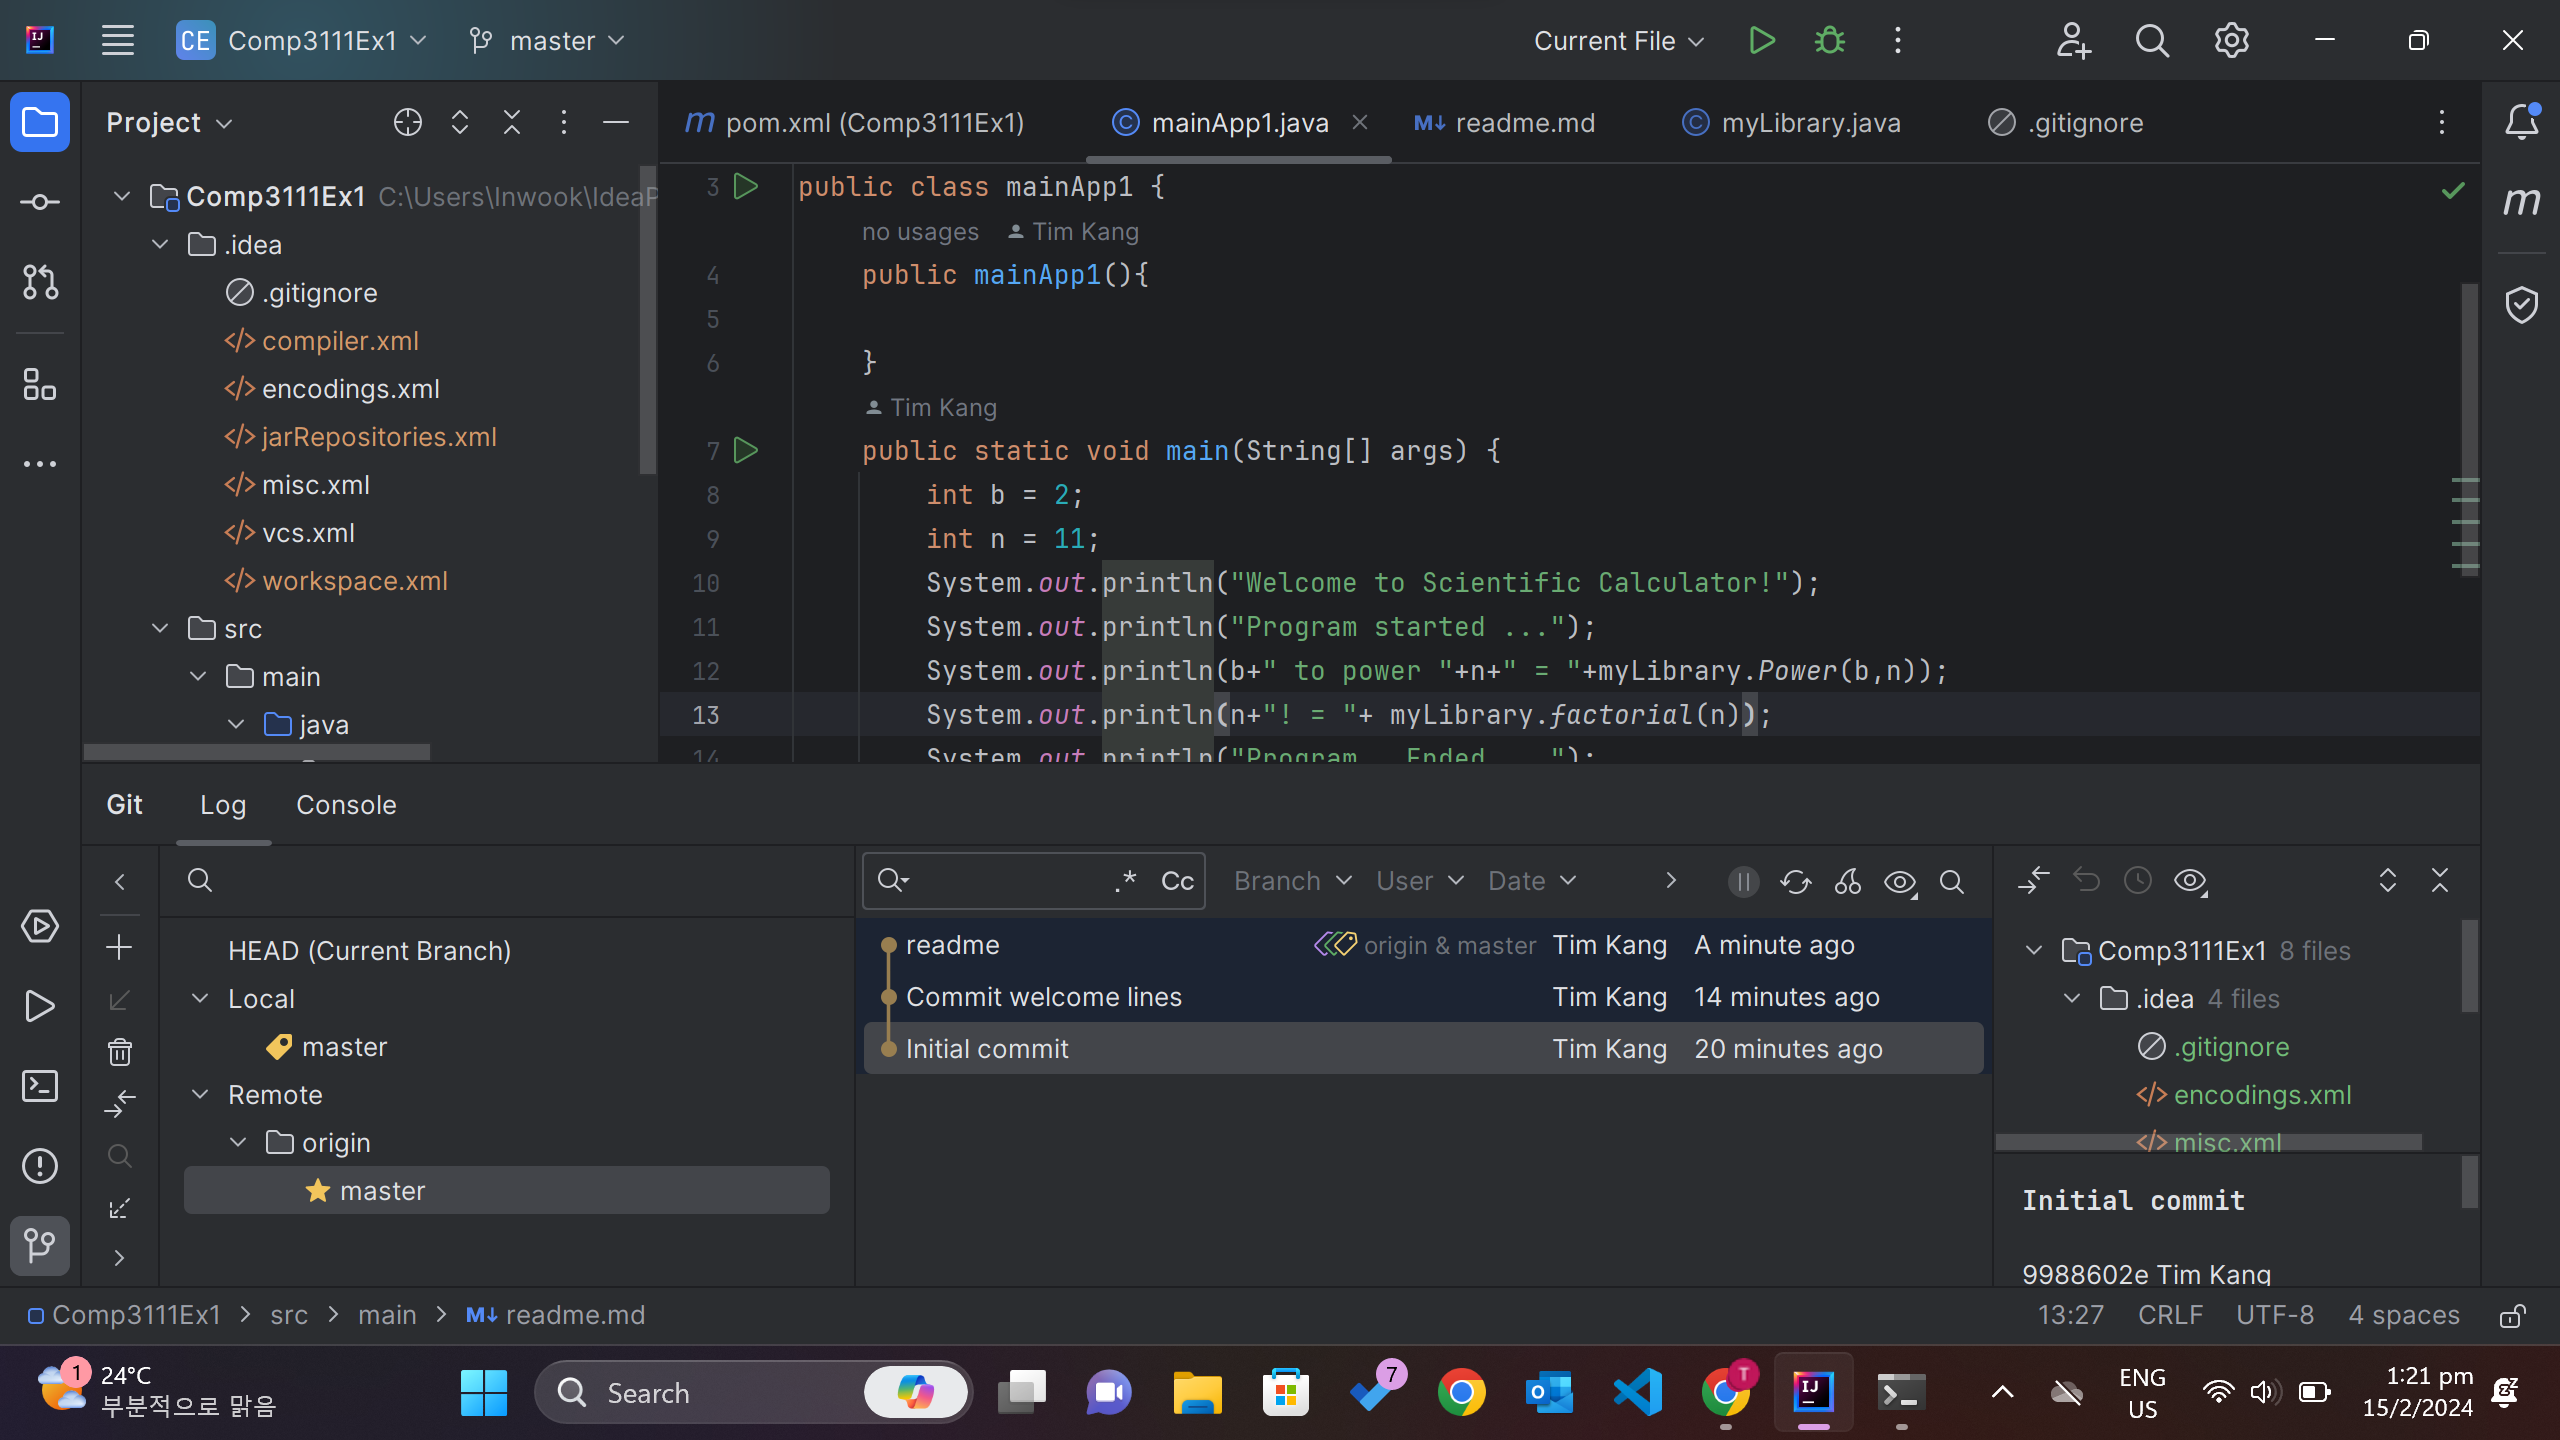 IJ
CE Comp3111Ex1 master Current File
Project
pom.xml (Comp3111Ex1) mainApp1.java readme.md myLibrary.java .gitignore
Comp3111Ex1 C:\Users\Inwook\IdeaP
.idea
.gitignore
compiler.xml
encodings.xml
jarRepositories.xml
misc.xml
vcs.xml
workspace.xml
src
main
java
3 public class mainApp1 {
no usages Tim Kang
4 public mainApp1(){
5
6 }
Tim Kang
7 public static void main(String[] args) {
8 int b = 2;
9 int n = 11;
10 System.out.println("Welcome to Scientific Calculator!");
11 System.out.println("Program started ...");
12 System.out.println(b+" to power "+n+" = "+myLibrary.Power(b,n));
13 System.out.println(n+"! = "+ myLibrary.factorial(n));
14 System.out.println("Program Ended ...");
Git Log Console
HEAD (Current Branch)
Local
master
Remote
origin
master
.* Cc Branch User Date
readme origin & master Tim Kang A minute ago
Commit welcome lines Tim Kang 14 minutes ago
Initial commit Tim Kang 20 minutes ago
Comp3111Ex1 8 files
.idea 4 files
.gitignore
encodings.xml
misc.xml
Initial commit
9988602e Tim Kang
Comp3111Ex1 > src > main > M↓ readme.md
13:27 CRLF UTF-8 4 spaces
1
24°C
부분적으로 맑음
Search
7
T
IJ
ENG
US
1:21 pm
15/2/2024